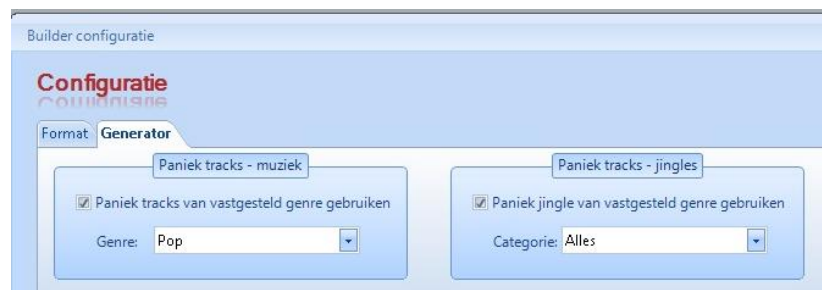 Builder configuratie
Configuratie
Format Generator
Paniek tracks - muziek
Paniek tracks van vastgesteld genre gebruiken
Genre: Pop
Paniek tracks - jingles
Paniek jingle van vastgesteld genre gebruiken
Categorie: Alles